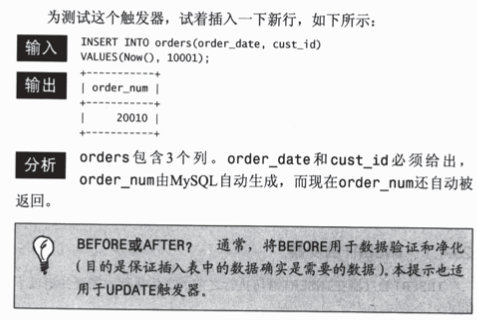 为测试这个触发器，试着插入一下新行，如下所示：
输入 INSERT INTO orders(order_date, cust_id)
VALUES(Now(), 10001);
输出 +-----------+
| order_num |
+-----------+
|     20010 |
+-----------+
分析 orders包含3个列。order_date和cust_id必须给出，
order_num由MySQL自动生成，而现在order_num还自动被
返回。
BEFORE或AFTER？ 通常，将BEFORE用于数据验证和净化
（目的是保证插入表中的数据确实是需要的数据）。本提示也适
用于UPDATE触发器。